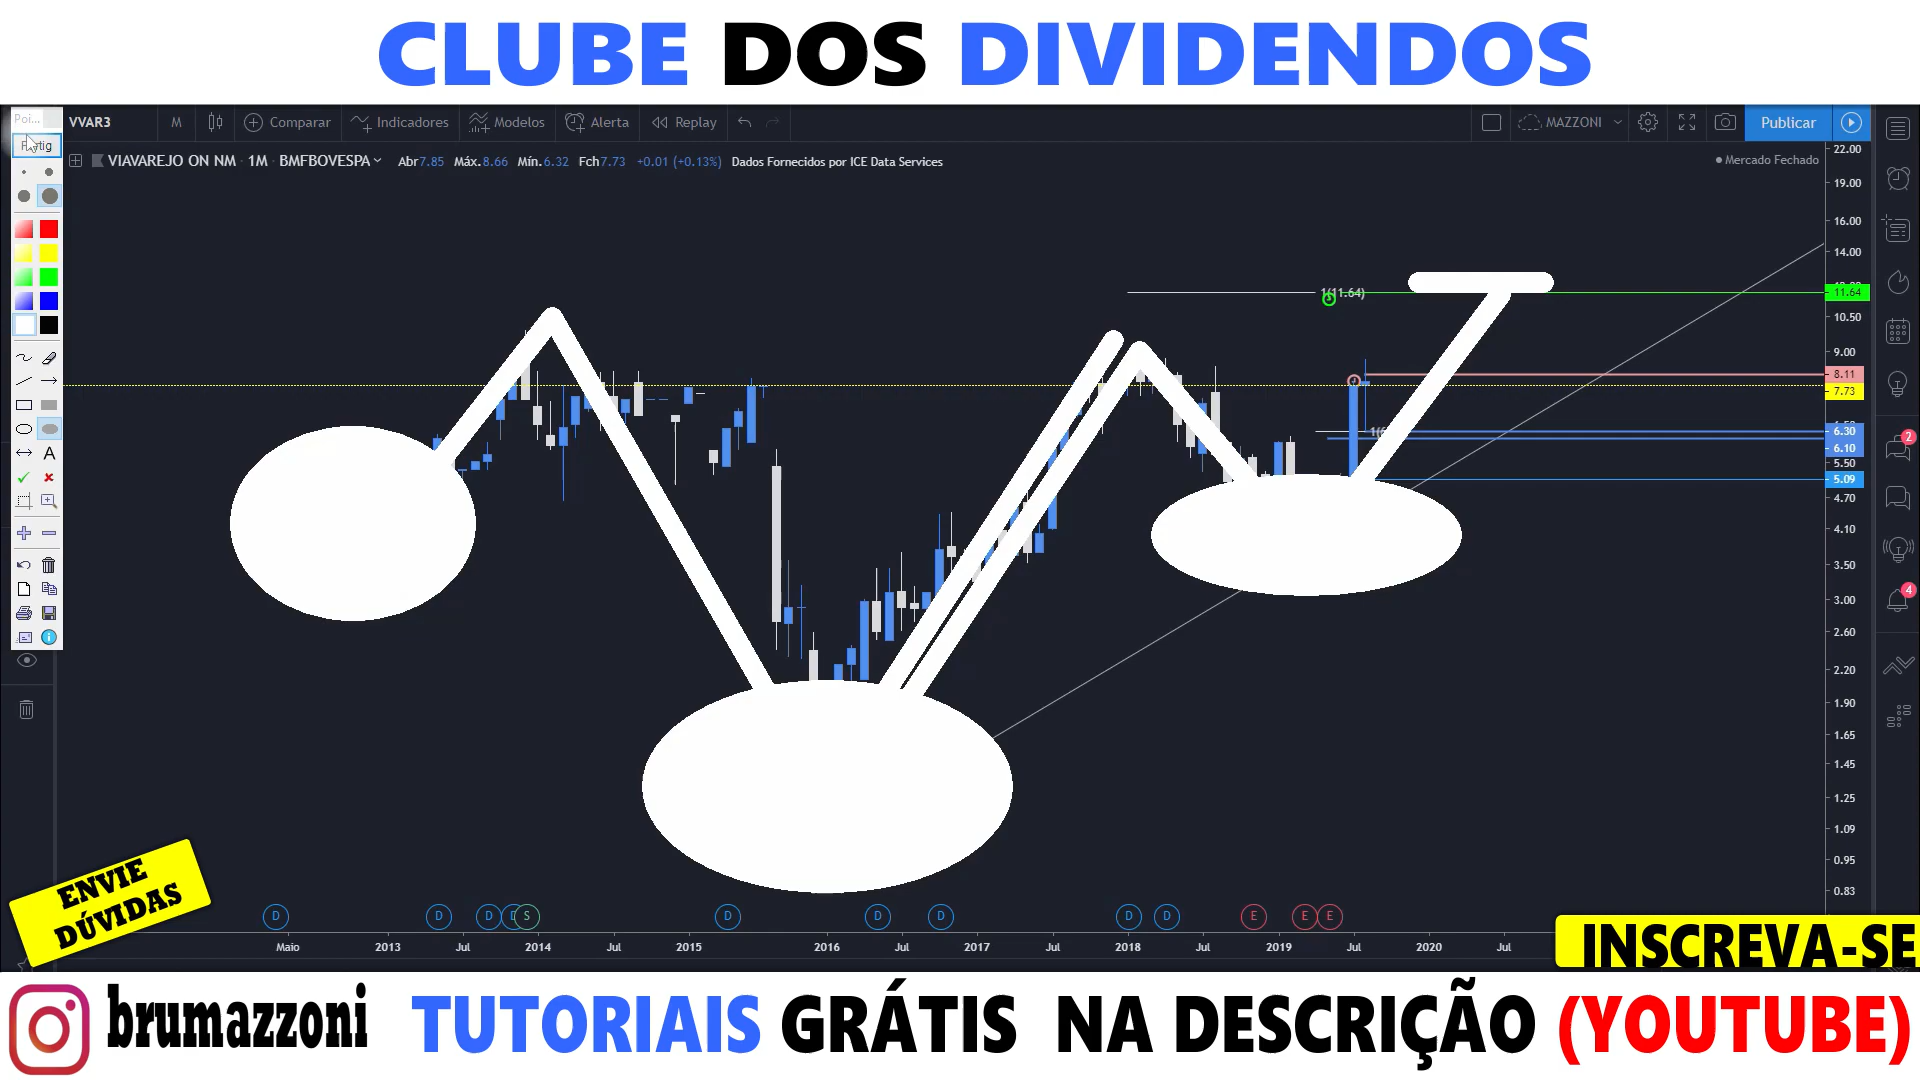 CLUBE DOS DIVIDENDOS
Poi...
VVAR3 M Comparar Indicadores Modelos Alerta Replay MAZZONI Publicar
VIAVAREJO ON NM · 1M · BMFBOVESPA Abr7.85 Máx.8.66 Mín.6.32 Fch7.73 +0.01 (+0.13%) Dados Fornecidos por ICE Data Services
Mercado Fechado
22.00
19.00
16.00
14.00
1(11.64)
11.64
10.50
9.00
8.11
7.73
6.30
6.10
5.50
5.09
4.70
4.10
3.50
3.00
2.60
2.20
1.90
1.65
1.45
1.25
1.09
0.95
0.83
A
2
4
ENVIE
DÚVIDAS
D D D D S D D D D D E E E
Maio 2013 Jul 2014 Jul 2015 2016 Jul 2017 Jul 2018 Jul 2019 Jul 2020 Jul
INSCREVA-SE
brumazzoni TUTORIAIS GRÁTIS NA DESCRIÇÃO (YOUTUBE)